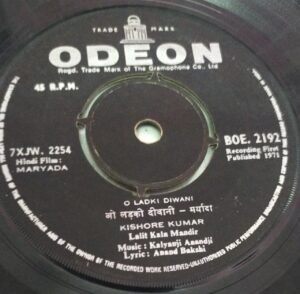 TRADE MARK
ODEON
Regd. Trade Mark of The Gramophone Co., Ltd
45 R.P.M.
7XJW. 2254
Hindi Film:
MARYADA
BOE. 2192
Recording First
Published 1971
O LADKI DIWANI
ओ लड़की दीवानी - मर्यादा
KISHORE KUMAR
Lalit Kala Mandir
Music: Kalyanji Anandji
Lyric: Anand Bakshi